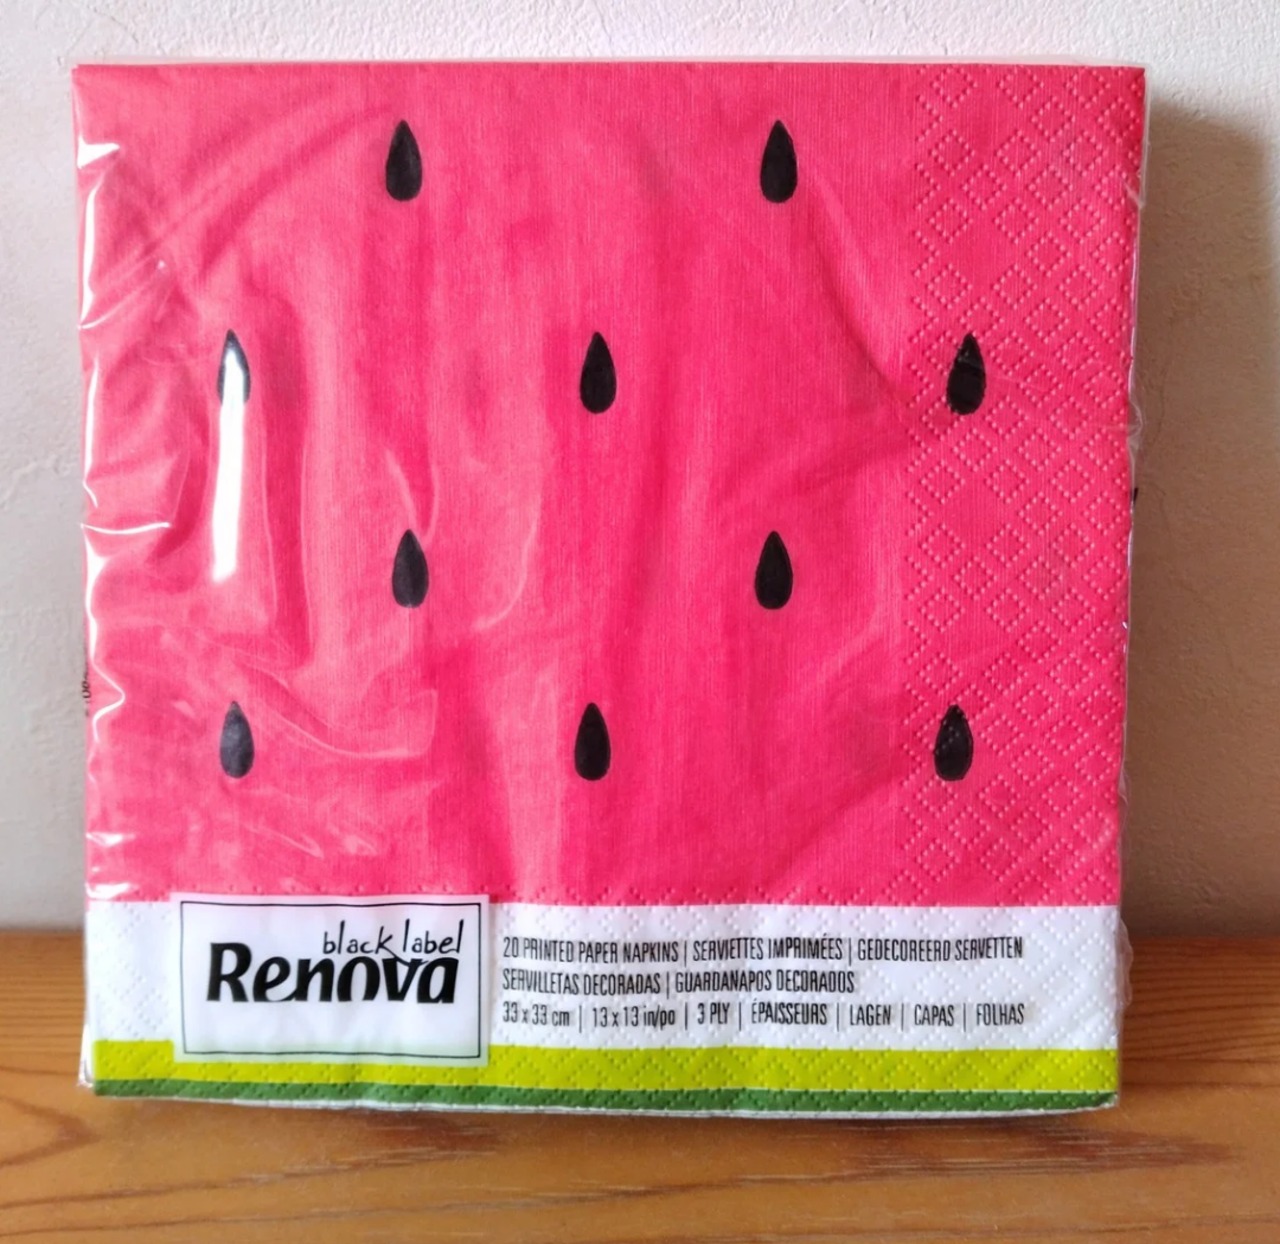 black label
Renova
20 PRINTED PAPER NAPKINS | SERVIETTES IMPRIMÉES | GEDECOREERD SERVETTEN
SERVILLETAS DECORADAS | GUARDANAPOS DECORADOS
33 x 33 cm | 13 x 13 in/po | 3 PLY | ÉPAISSEURS | LAGEN | CAPAS | FOLHAS